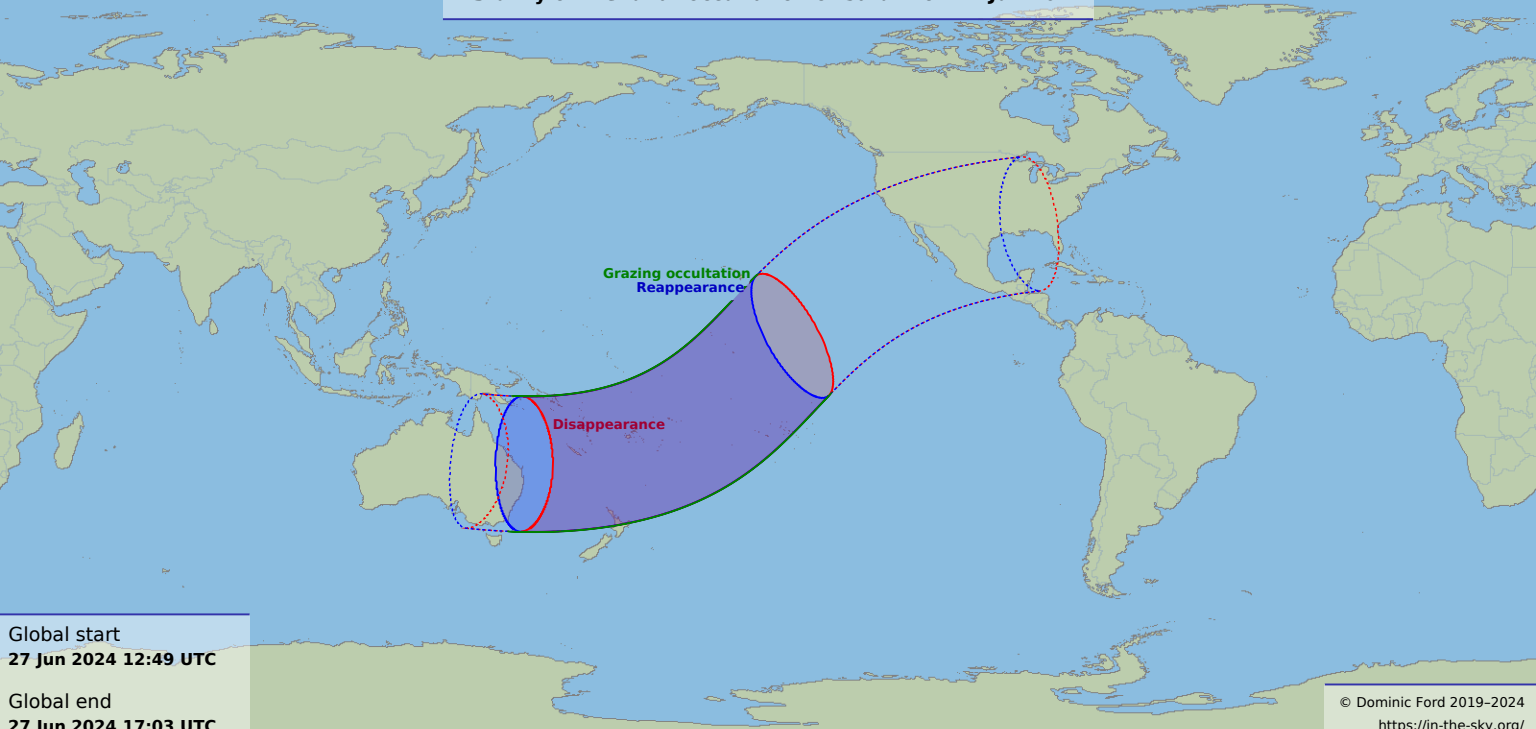 Grazing occultation
Reappearance
Disappearance
Global start
27 Jun 2024 12:49 UTC
Global end
27 Jun 2024 17:03 UTC
© Dominic Ford 2019–2024
https://in-the-sky.org/